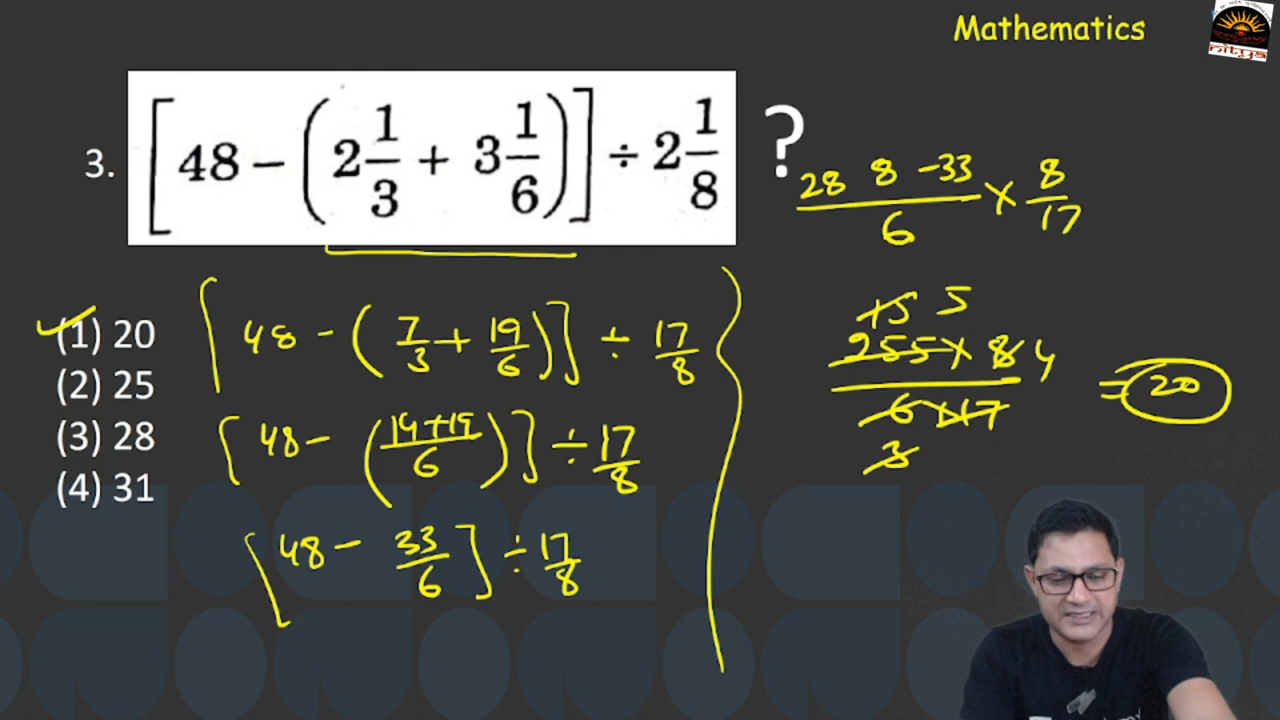 Mathematics
nitya
3. [ 48 − ( 2 1/3 + 3 1/6 ) ] ÷ 2 1/8 ?
(1) 20
(2) 25
(3) 28
(4) 31
[ 48 − ( 7/3 + 19/6 ) ] ÷ 17/8
[ 48 − ( 14+19/6 ) ] ÷ 17/8
[ 48 − 33/6 ] ÷ 17/8
28 8 −33/6 × 8/17
15 5
255 × 8 4
6×17
3
= 20